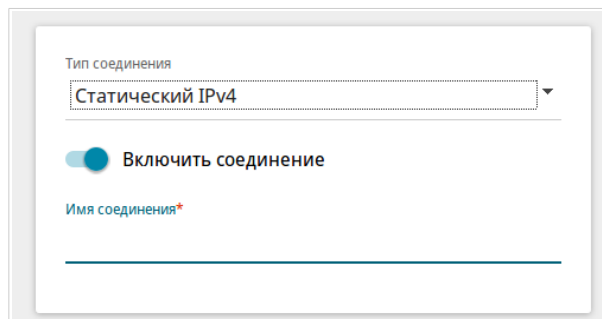 Тип соединения
Статический IPv4
Включить соединение
Имя соединения*